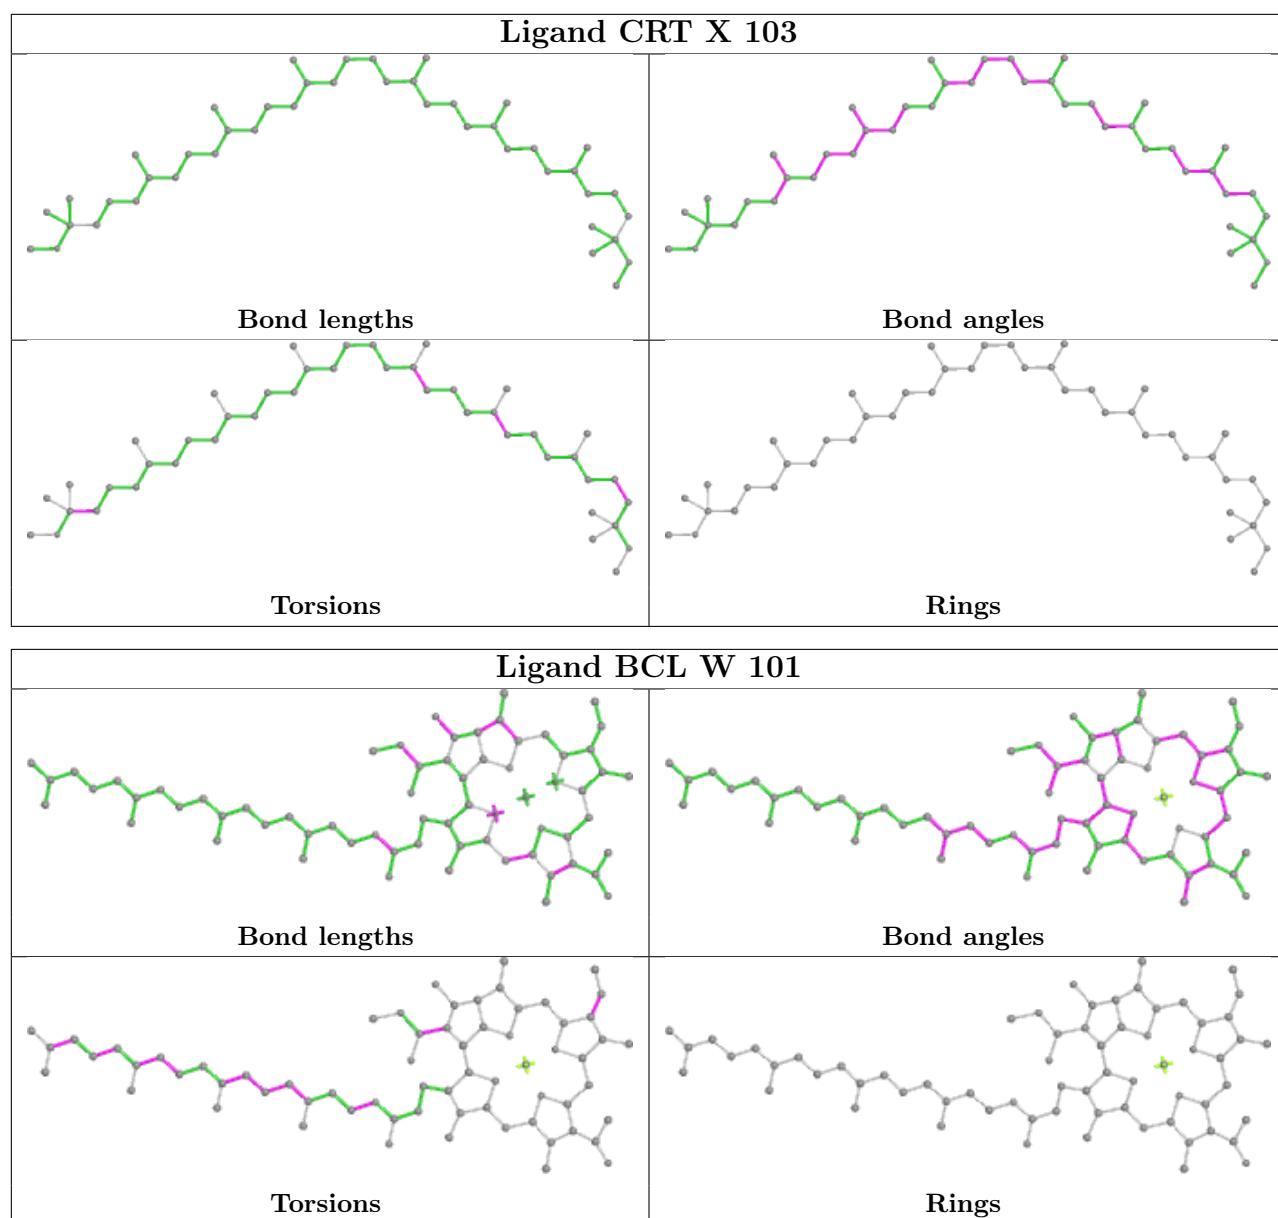 Ligand CRT X 103
Bond lengths
Bond angles
Torsions
Rings
Ligand BCL W 101
Bond lengths
Bond angles
Torsions
Rings